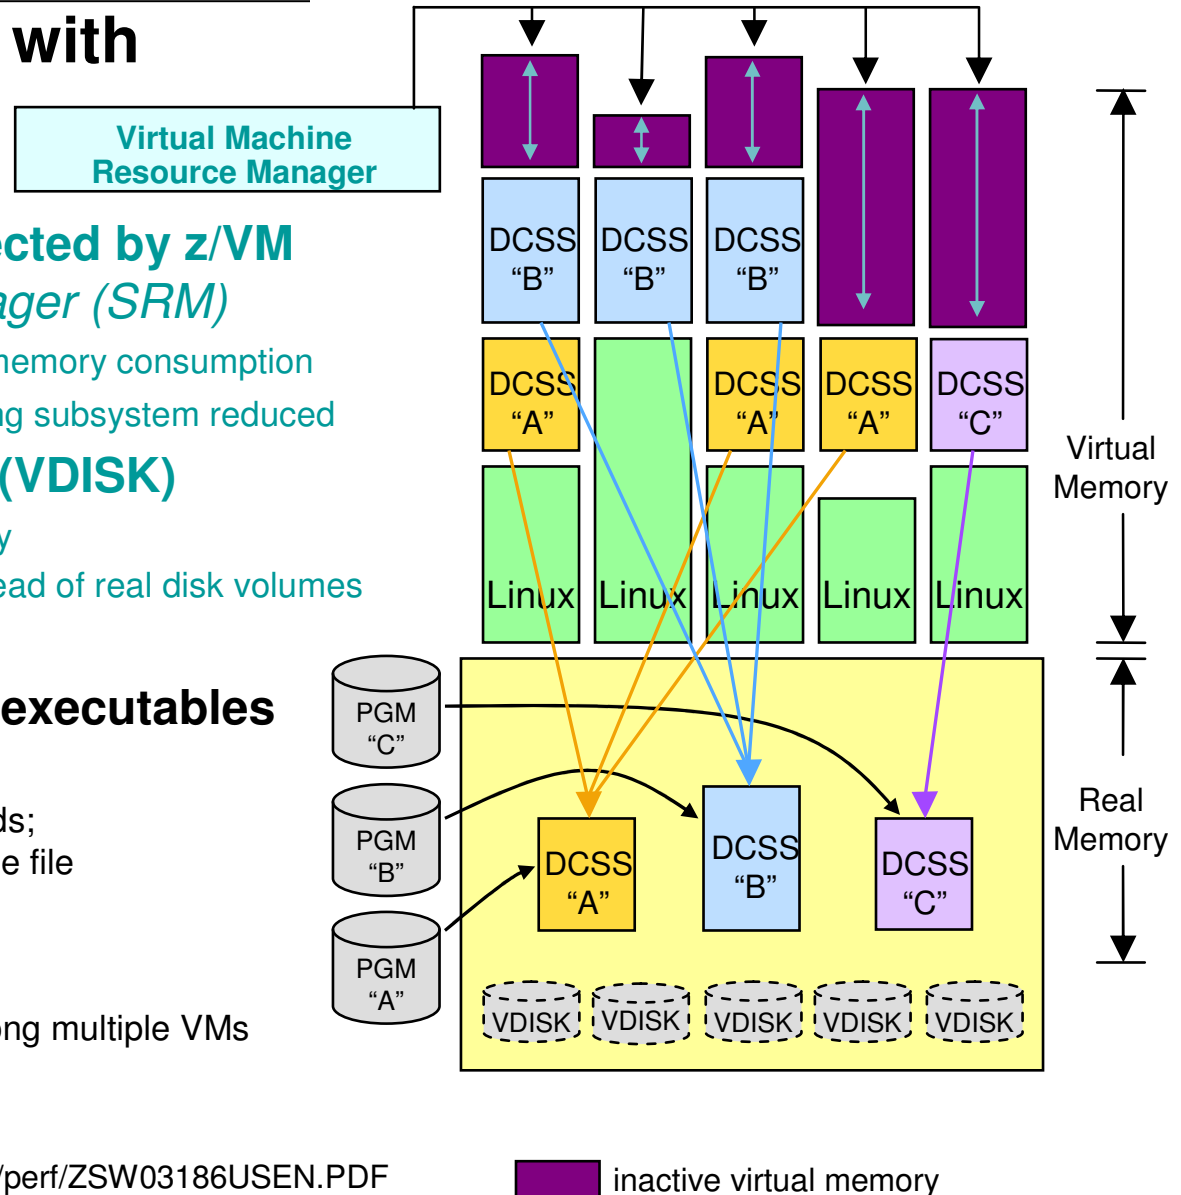 with
Virtual Machine
Resource Manager
ected by z/VM
ager (SRM)
memory consumption
ng subsystem reduced
(VDISK)
y
ead of real disk volumes
executables
ds;
e file
ong multiple VMs
/perf/ZSW03186USEN.PDF
DCSS
“B”
DCSS
“B”
DCSS
“B”
DCSS
“A”
DCSS
“A”
DCSS
“A”
DCSS
“C”
Linux
Linux
Linux
Linux
Linux
Virtual
Memory
PGM
“C”
PGM
“B”
PGM
“A”
DCSS
“A”
DCSS
“B”
DCSS
“C”
Real
Memory
VDISK
VDISK
VDISK
VDISK
VDISK
inactive virtual memory